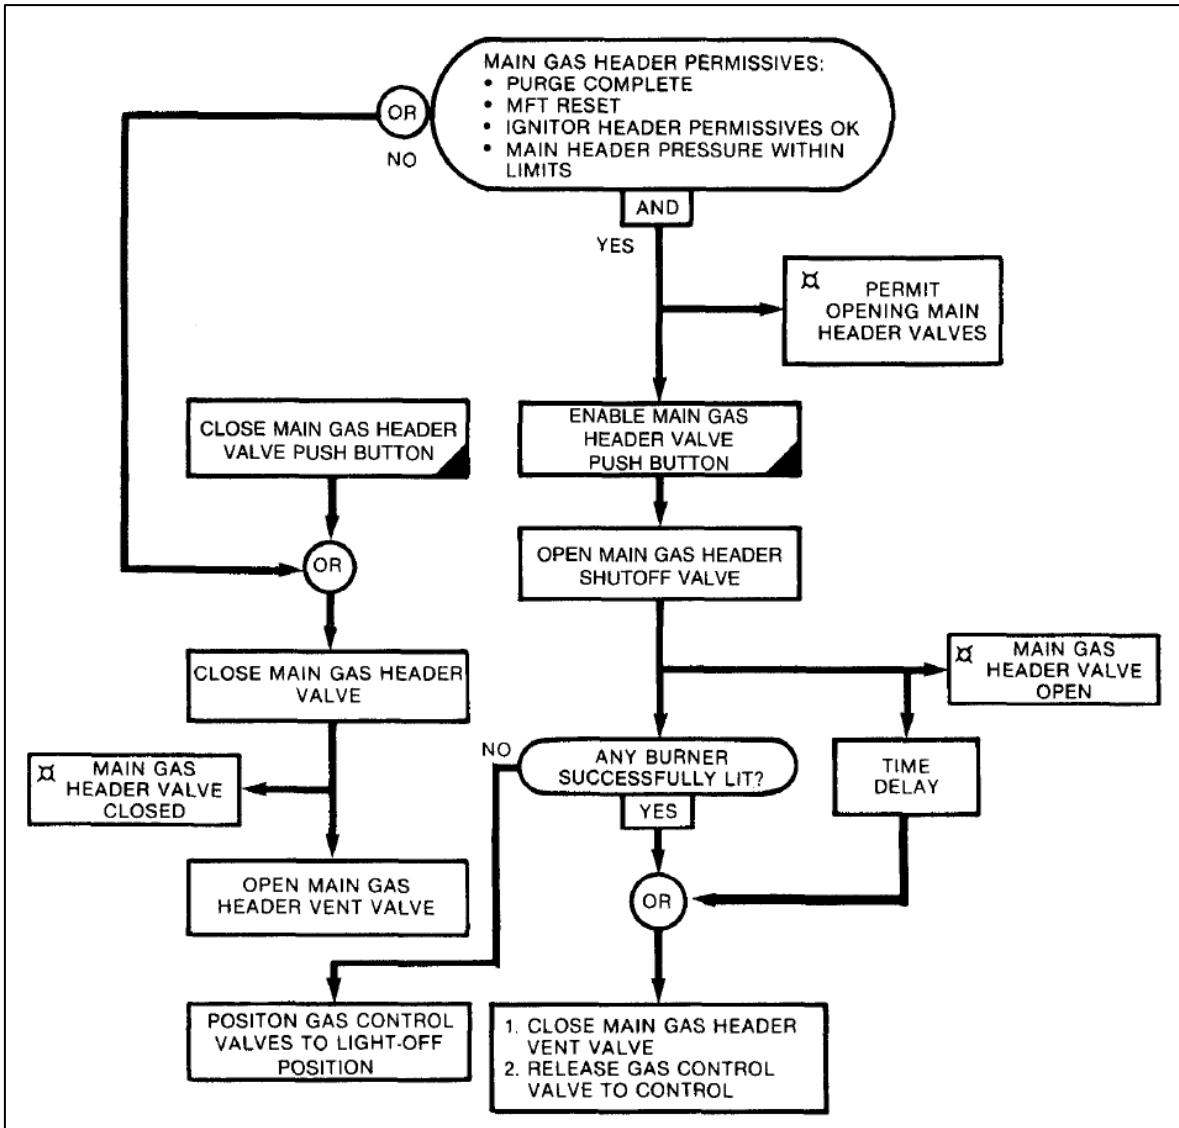 MAIN GAS HEADER PERMISSIVES:
• PURGE COMPLETE
• MFT RESET
• IGNITOR HEADER PERMISSIVES OK
• MAIN HEADER PRESSURE WITHIN
LIMITS
OR
NO
AND
YES
¤ PERMIT
OPENING MAIN
HEADER VALVES
CLOSE MAIN GAS HEADER
VALVE PUSH BUTTON
ENABLE MAIN GAS
HEADER VALVE
PUSH BUTTON
OR
OPEN MAIN GAS HEADER
SHUTOFF VALVE
CLOSE MAIN GAS HEADER
VALVE
¤ MAIN GAS
HEADER VALVE
OPEN
¤ MAIN GAS
HEADER VALVE
CLOSED
NO
ANY BURNER
SUCCESSFULLY LIT?
YES
TIME
DELAY
OPEN MAIN GAS
HEADER VENT VALVE
OR
POSITON GAS CONTROL
VALVES TO LIGHT-OFF
POSITION
1. CLOSE MAIN GAS HEADER
VENT VALVE
2. RELEASE GAS CONTROL
VALVE TO CONTROL